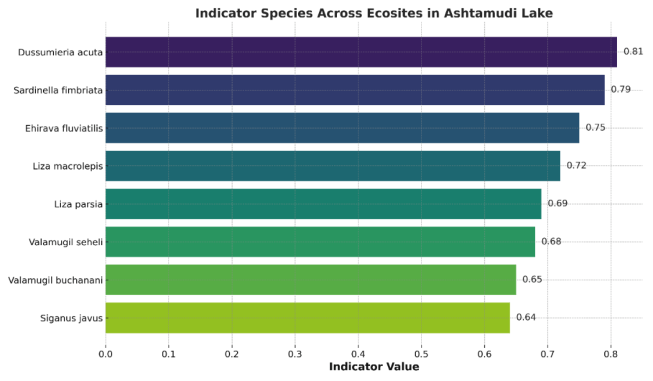 Indicator Species Across Ecosites in Ashtamudi Lake
Dussumieria acuta 0.81
Sardinella fimbriata 0.79
Ehirava fluviatilis 0.75
Liza macrolepis 0.72
Liza parsia 0.69
Valamugil seheli 0.68
Valamugil buchanani 0.65
Siganus javus 0.64
0.0 0.1 0.2 0.3 0.4 0.5 0.6 0.7 0.8
Indicator Value